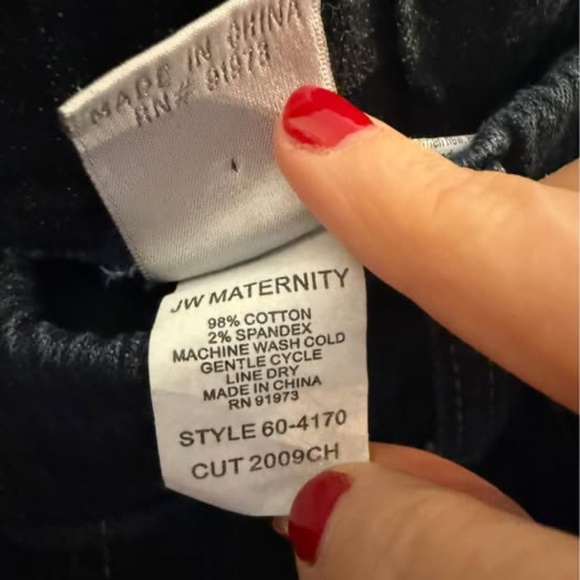 MADE IN CHINA
RN# 91973
JW MATERNITY
98% COTTON
2% SPANDEX
MACHINE WASH COLD
GENTLE CYCLE
LINE DRY
MADE IN CHINA
RN 91973
STYLE 60-4170
CUT 2009CH